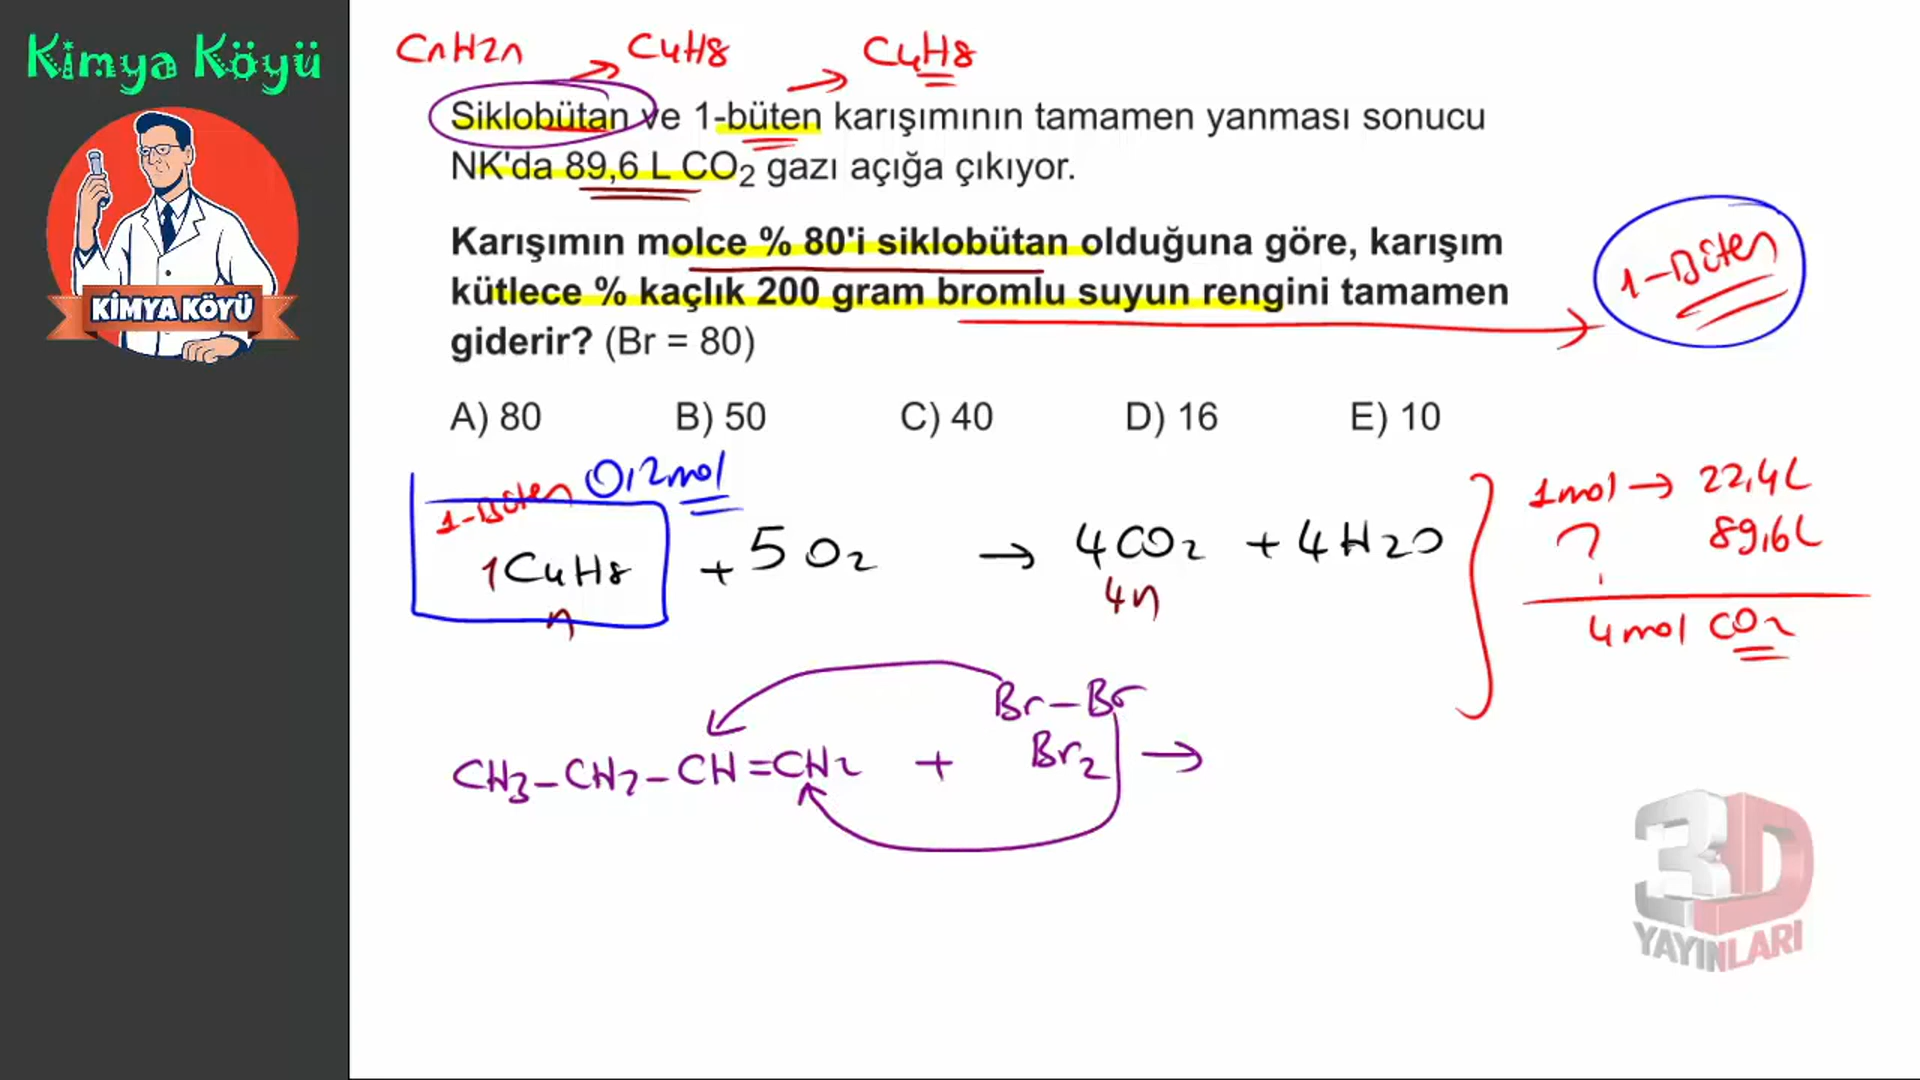 Kimya Köyü
KİMYA KÖYÜ
CnH2n C4H8 C4H8
Siklobütan ve 1-büten karışımının tamamen yanması sonucu
NK'da 89,6 L CO2 gazı açığa çıkıyor.
Karışımın molce % 80'i siklobütan olduğuna göre, karışım
kütlece % kaçlık 200 gram bromlu suyun rengini tamamen
giderir? (Br = 80)
1-Büten
A) 80 B) 50 C) 40 D) 16 E) 10
1-Büten 0,2mol
1C4H8 + 5O2 → 4CO2 + 4H2O
n 4n
1mol → 22,4L
? 89,6L
4mol CO2
Br-Br
CH3-CH2-CH=CH2 + Br2 →
3D
YAYINLARI